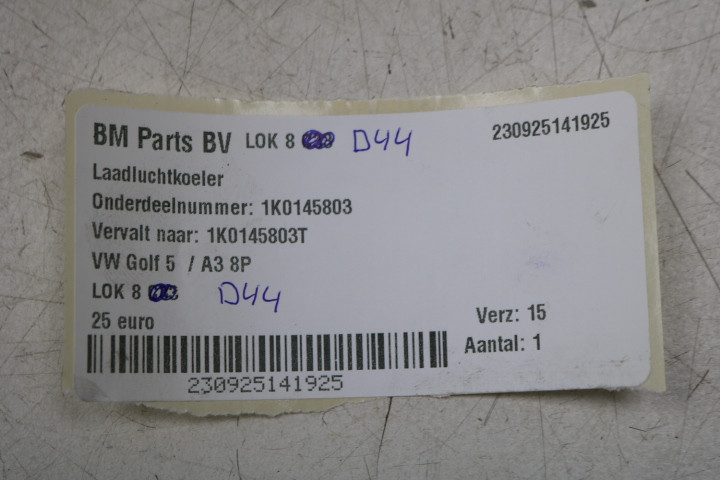 BM Parts BV LOK 8 D44 230925141925
Laadluchtkoeler
Onderdeelnummer: 1K0145803
Vervalt naar: 1K0145803T
VW Golf 5 / A3 8P
LOK 8 D44
25 euro Verz: 15
Aantal: 1
230925141925